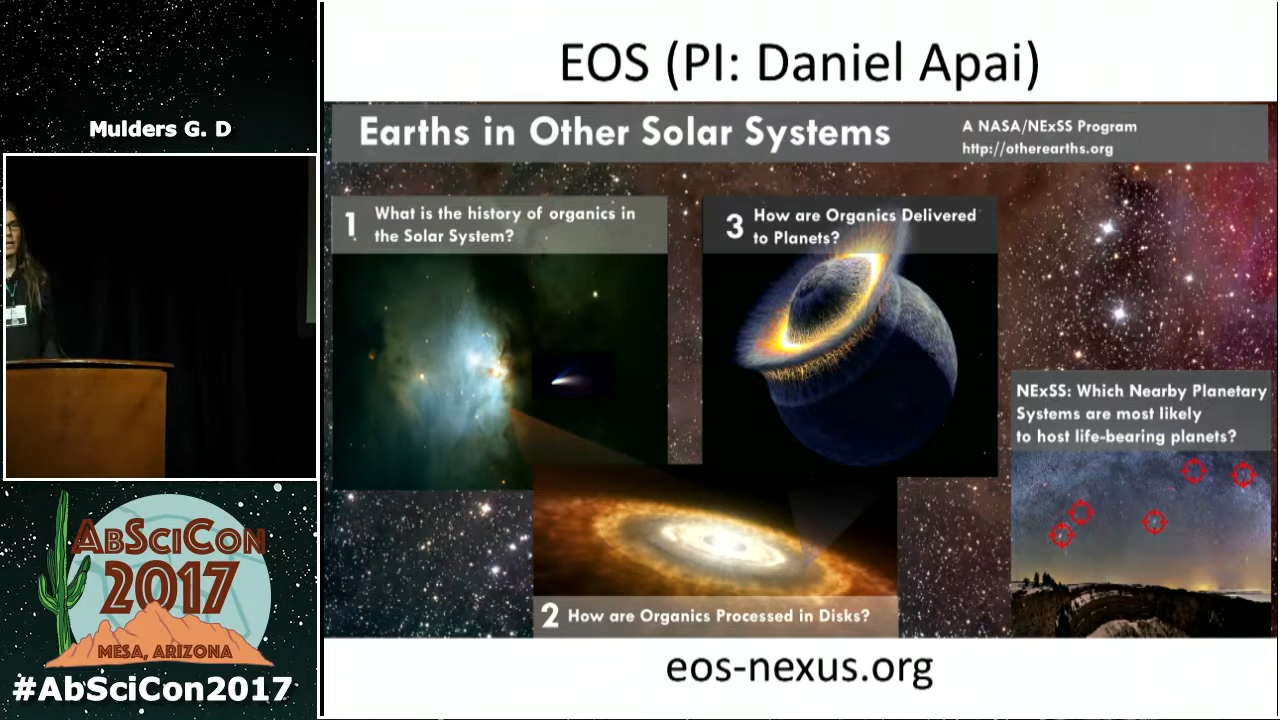 Mulders G. D
ABSCICON
2017
MESA, ARIZONA
#AbSciCon2017
EOS (PI: Daniel Apai)
Earths in Other Solar Systems
A NASA/NExSS Program
http://otherearths.org
1 What is the history of organics in
the Solar System?
3 How are Organics Delivered
to Planets?
NExSS: Which Nearby Planetary
Systems are most likely
to host life-bearing planets?
2 How are Organics Processed in Disks?
eos-nexus.org